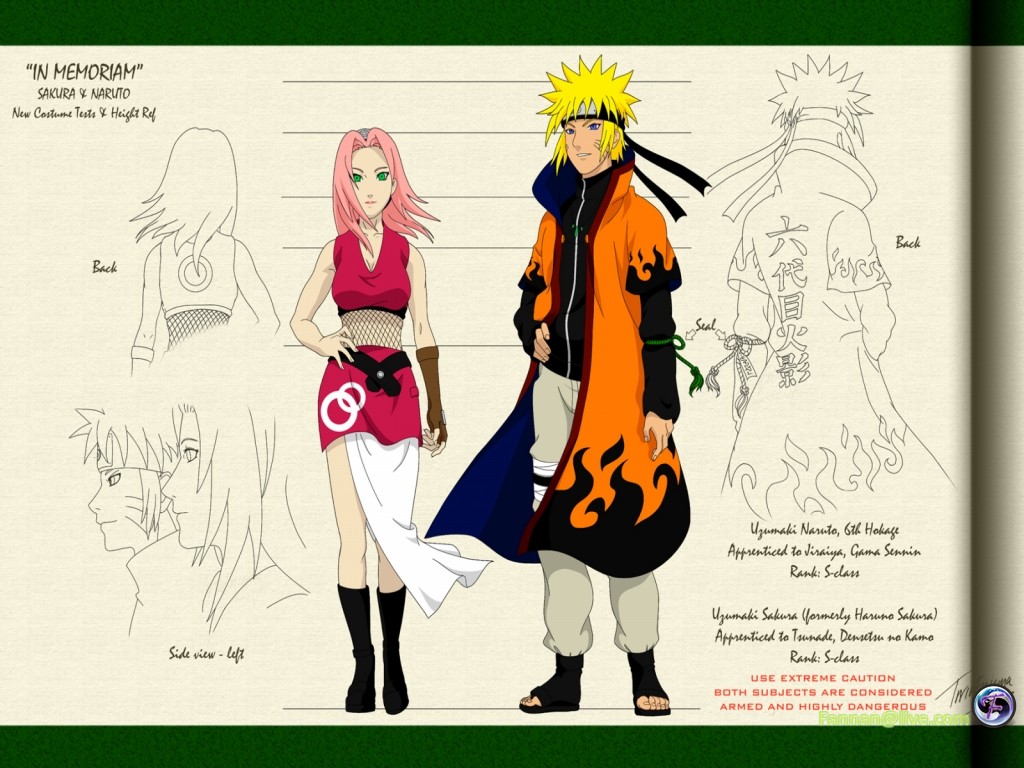 "IN MEMORIAM"
SAKURA & NARUTO
New Costume Tests & Height Ref
Back
Back
Seal
六代目火影
Side view - left
Uzumaki Naruto, 6th Hokage
Apprenticed to Jiraiya, Gama Sennin
Rank: S-class
Uzumaki Sakura (formerly Haruno Sakura)
Apprenticed to Tsunade, Densetsu no Kamo
Rank: S-class
USE EXTREME CAUTION
BOTH SUBJECTS ARE CONSIDERED
ARMED AND HIGHLY DANGEROUS
Fannan@live.com